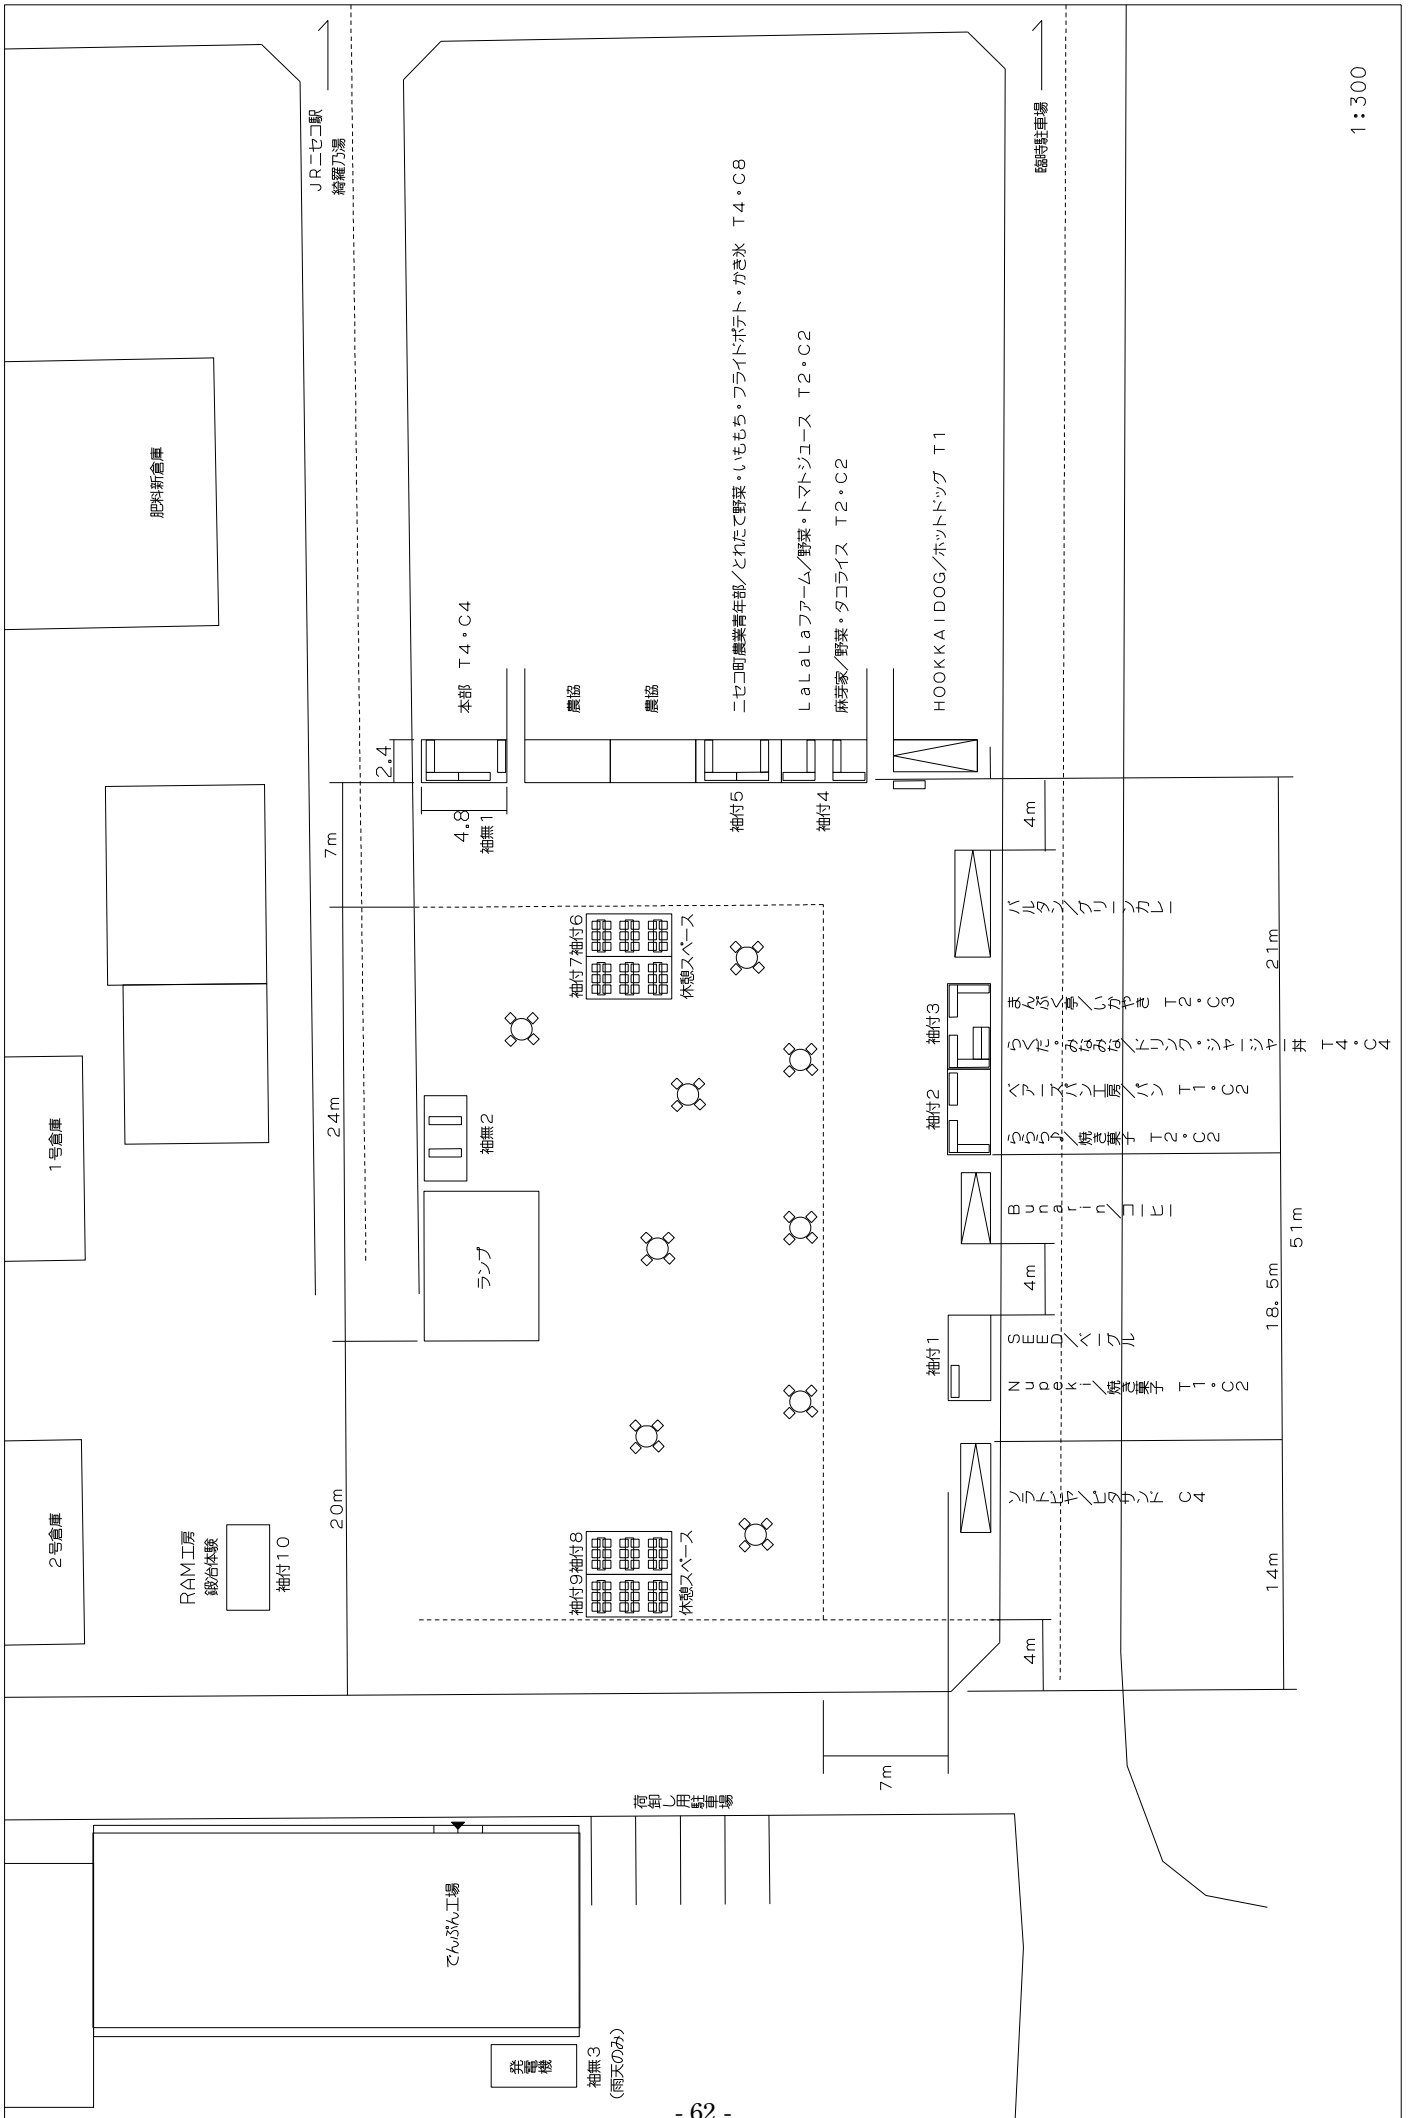 JRニセコ駅
綺羅乃湯
臨時駐車場
1:300
肥料新倉庫
1号倉庫
2号倉庫
RAM工房
鍛冶体験
袖付10
でんぷん工場
発電機
袖無3
(雨天のみ)
荷卸し用駐車場
本部 T4・C4
農協
農協
ニセコ町農業青年部/とれたて野菜・いももち・フライドポテト・かき氷 T4・C8
LaLaLaファーム/野菜・トマトジュース T2・C2
麻芽家/野菜・タコライス T2・C2
HOOKKAIDOG/ホットドッグ T1
2.4
4.8
袖無1
袖付5
袖付4
7m
24m
20m
袖付7袖付6
休憩スペース
袖無2
ランプ
袖付9袖付8
休憩スペース
袖付3
袖付2
袖付1
4m
4m
4m
7m
バルタン/グリーンカレー
まんぷく亭/いかやき T2・C3
らくだ・みなみな/ドリンク・ジャージャー丼 T4・C4
ベアーズパン工房/パン T1・C2
ららら♪/焼き菓子 T2・C2
Bunarin/コーヒー
SEED/ベーグル
Nupeki/焼き菓子 T1・C2
ソラトヒヤ/ピタサンド C4
21m
18.5m
14m
51m
- 62 -